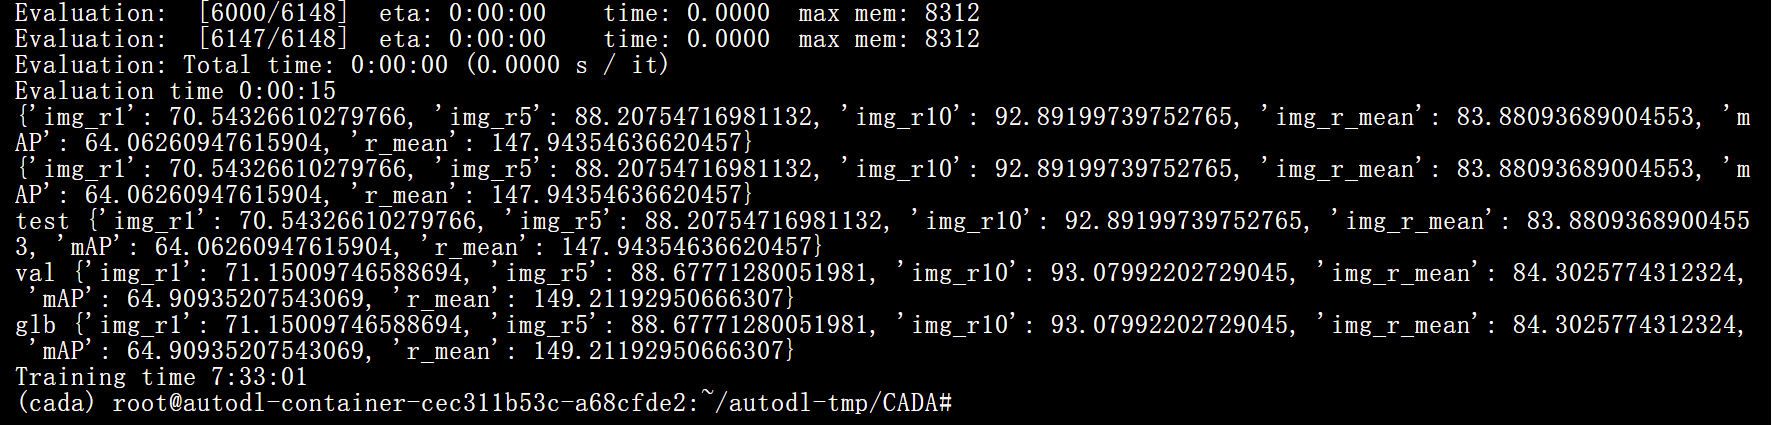 Evaluation:  [6000/6148]  eta: 0:00:00    time: 0.0000  max mem: 8312
Evaluation:  [6147/6148]  eta: 0:00:00    time: 0.0000  max mem: 8312
Evaluation: Total time: 0:00:00 (0.0000 s / it)
Evaluation time 0:00:15
{'img_r1': 70.54326610279766, 'img_r5': 88.20754716981132, 'img_r10': 92.89199739752765, 'img_r_mean': 83.88093689004553, 'm
AP': 64.06260947615904, 'r_mean': 147.94354636620457}
{'img_r1': 70.54326610279766, 'img_r5': 88.20754716981132, 'img_r10': 92.89199739752765, 'img_r_mean': 83.88093689004553, 'm
AP': 64.06260947615904, 'r_mean': 147.94354636620457}
test {'img_r1': 70.54326610279766, 'img_r5': 88.20754716981132, 'img_r10': 92.89199739752765, 'img_r_mean': 83.8809368900455
3, 'mAP': 64.06260947615904, 'r_mean': 147.94354636620457}
val {'img_r1': 71.15009746588694, 'img_r5': 88.67771280051981, 'img_r10': 93.07992202729045, 'img_r_mean': 84.3025774312324,
 'mAP': 64.90935207543069, 'r_mean': 149.21192950666307}
glb {'img_r1': 71.15009746588694, 'img_r5': 88.67771280051981, 'img_r10': 93.07992202729045, 'img_r_mean': 84.3025774312324,
 'mAP': 64.90935207543069, 'r_mean': 149.21192950666307}
Training time 7:33:01
(cada) root@autodl-container-cec311b53c-a68cfde2:~/autodl-tmp/CADA#